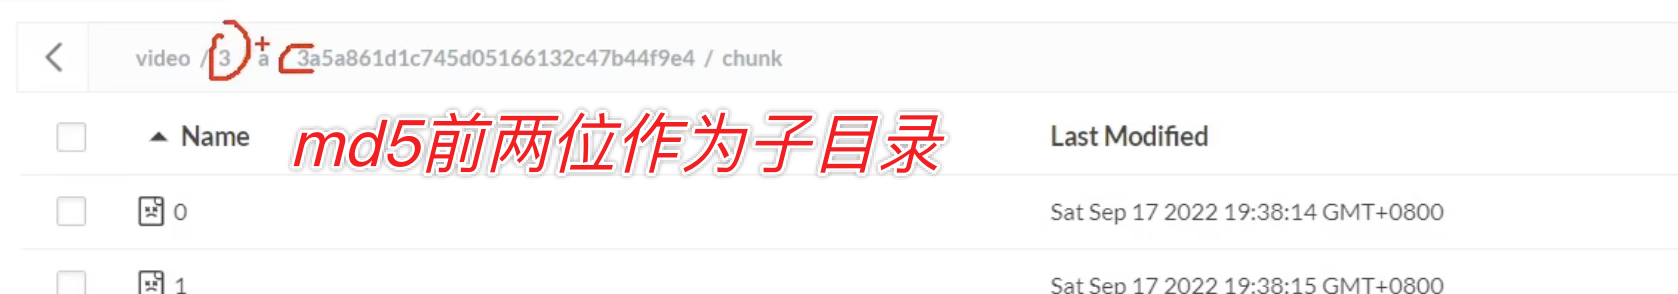 video / 3 + a 3a5a861d1c745d05166132c47b44f9e4 / chunk
Name
md5前两位作为子目录
Last Modified
0
Sat Sep 17 2022 19:38:14 GMT+0800
1
Sat Sep 17 2022 19:38:15 GMT+0800